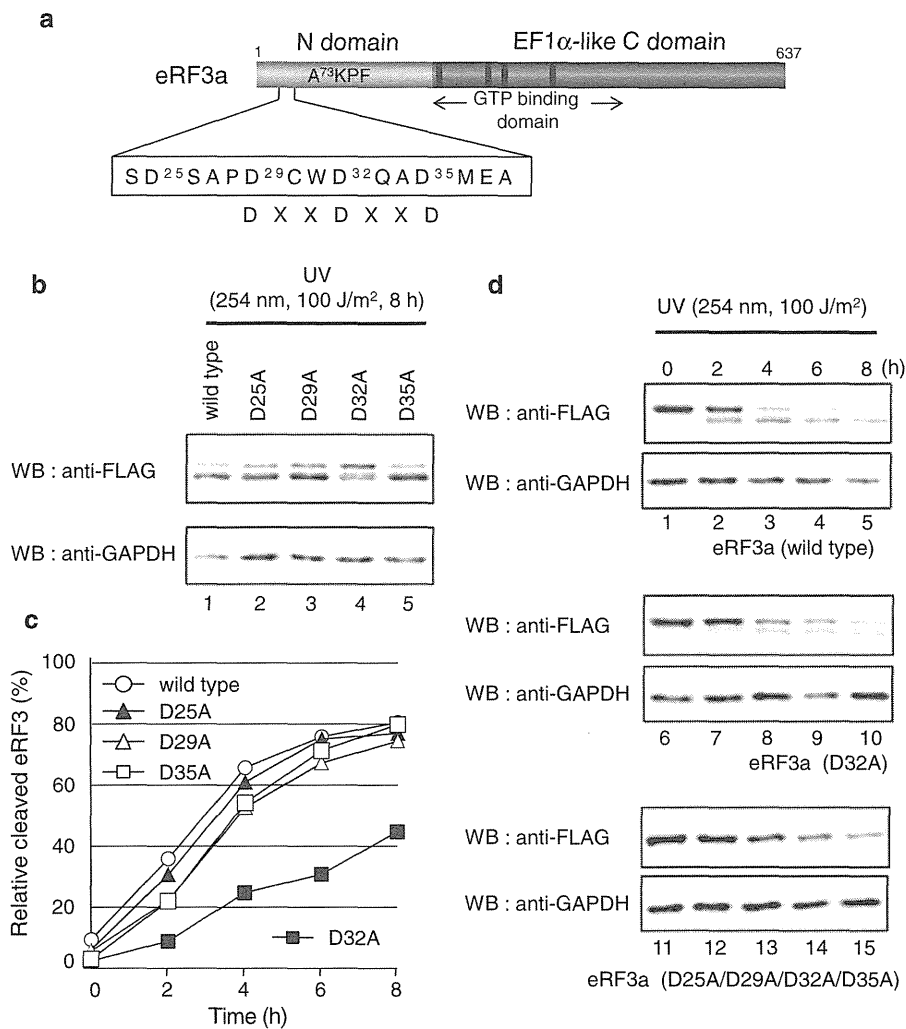 a
N domain
EF1α-like C domain
1
637
eRF3a
A⁷³KPF
GTP binding
domain
S D²⁵S A P D²⁹C W D³²Q A D³⁵M E A
D X X D X X D
b
UV
(254 nm, 100 J/m², 8 h)
wild type
D25A
D29A
D32A
D35A
WB : anti-FLAG
WB : anti-GAPDH
1 2 3 4 5
c
100
80
60
40
20
0
Relative cleaved eRF3 (%)
wild type
D25A
D29A
D35A
D32A
0 2 4 6 8
Time (h)
d
UV (254 nm, 100 J/m²)
0 2 4 6 8 (h)
WB : anti-FLAG
WB : anti-GAPDH
1 2 3 4 5
eRF3a (wild type)
WB : anti-FLAG
WB : anti-GAPDH
6 7 8 9 10
eRF3a (D32A)
WB : anti-FLAG
WB : anti-GAPDH
11 12 13 14 15
eRF3a (D25A/D29A/D32A/D35A)